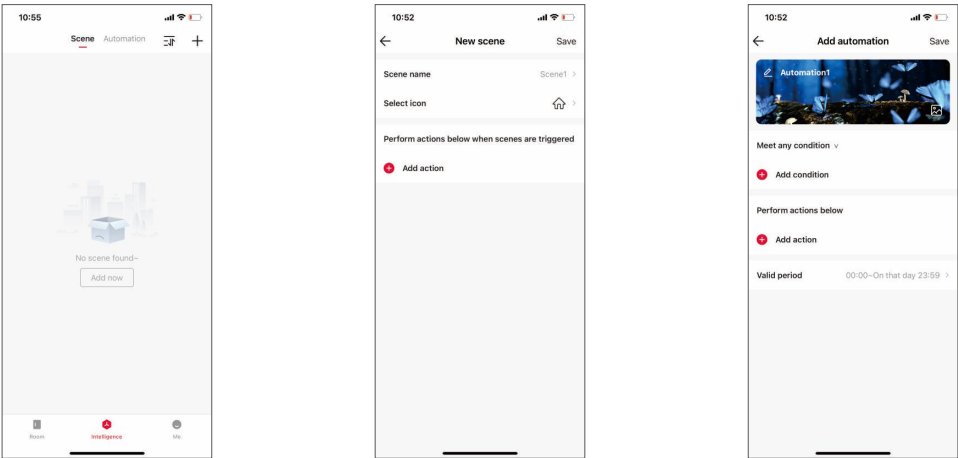 10:55
Scene Automation
No scene found~
Add now
Room Intelligence Me
10:52
New scene Save
Scene name Scene1 >
Select icon >
Perform actions below when scenes are triggered
Add action
10:52
Add automation Save
Automation1
Meet any condition
Add condition
Perform actions below
Add action
Valid period 00:00~On that day 23:59 >